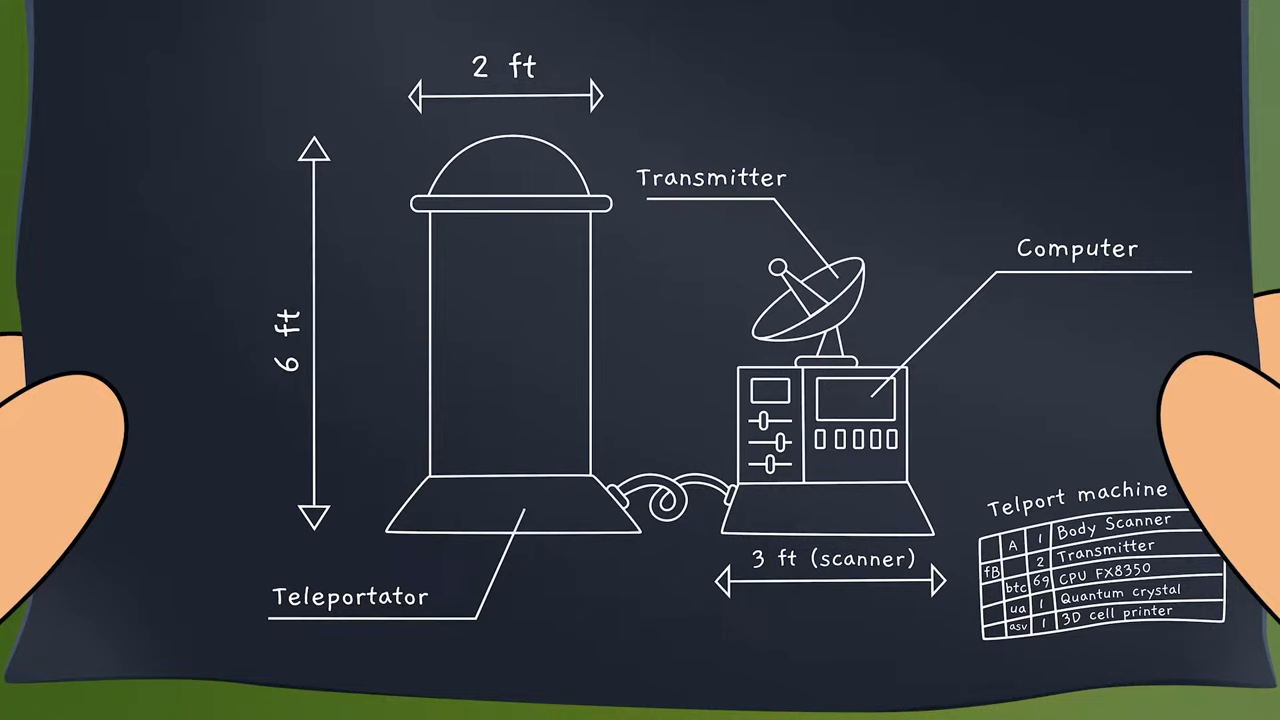 2 ft
Transmitter
Computer
6 ft
Telport machine
A 1 Body Scanner
fB 2 Transmitter
btc 69 CPU FX8350
ua 1 Quantum crystal
asv 1 3D cell printer
3 ft (scanner)
Teleportator